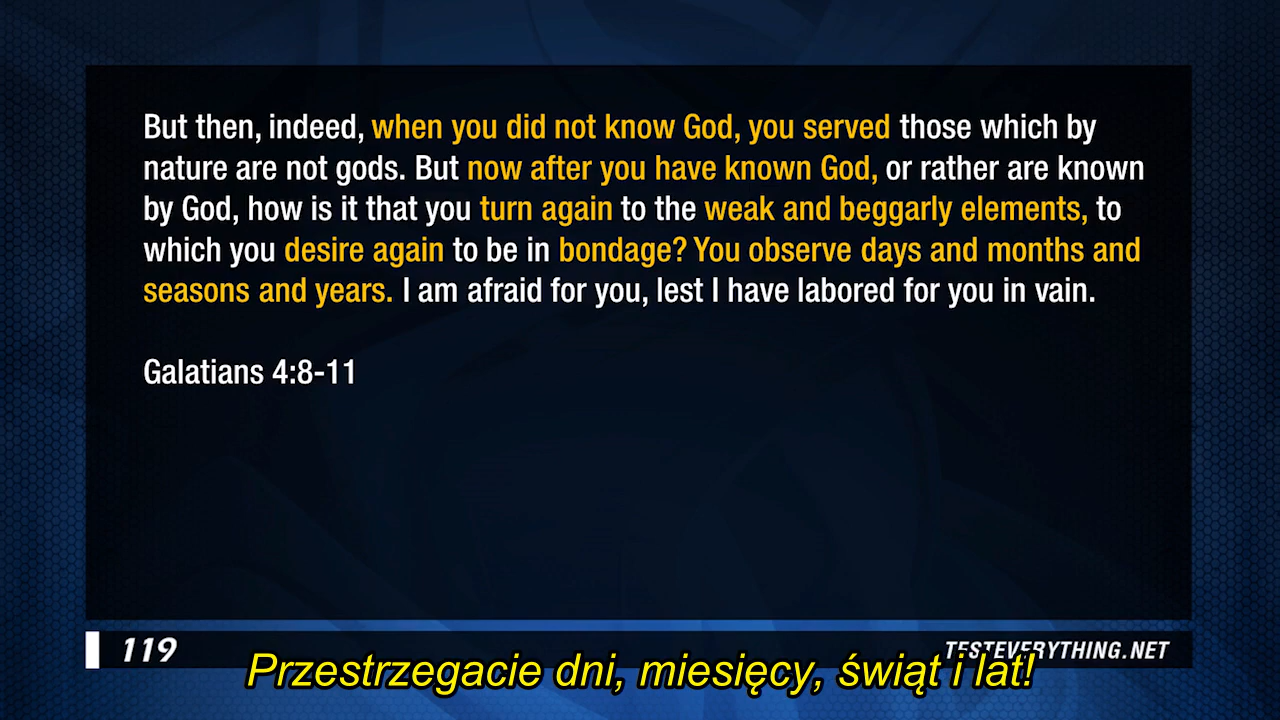 But then, indeed, when you did not know God, you served those which by
nature are not gods. But now after you have known God, or rather are known
by God, how is it that you turn again to the weak and beggarly elements, to
which you desire again to be in bondage? You observe days and months and
seasons and years. I am afraid for you, lest I have labored for you in vain.
Galatians 4:8-11
119
TESTEVERYTHING.NET
Przestrzegacie dni, miesięcy, świąt i lat!